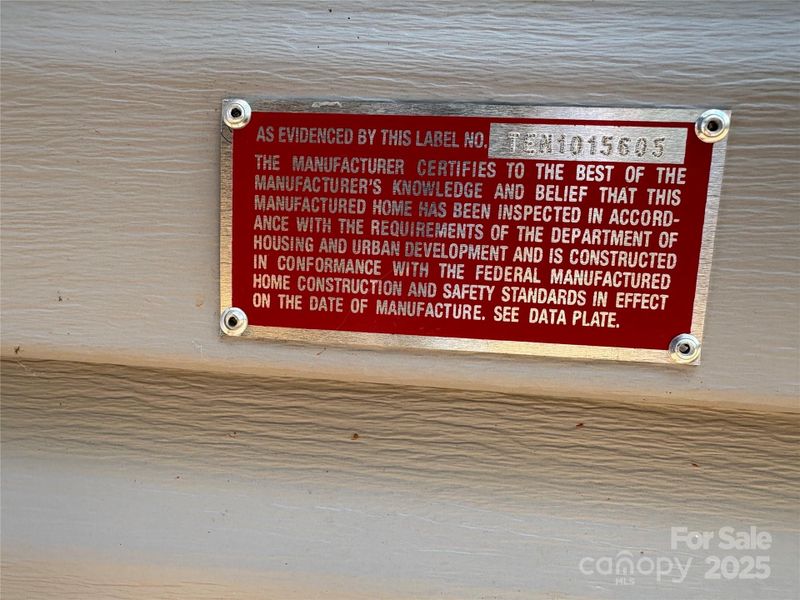 AS EVIDENCED BY THIS LABEL NO. TEN1015605
THE MANUFACTURER CERTIFIES TO THE BEST OF THE
MANUFACTURER'S KNOWLEDGE AND BELIEF THAT THIS
MANUFACTURED HOME HAS BEEN INSPECTED IN ACCORD-
ANCE WITH THE REQUIREMENTS OF THE DEPARTMENT OF
HOUSING AND URBAN DEVELOPMENT AND IS CONSTRUCTED
IN CONFORMANCE WITH THE FEDERAL MANUFACTURED
HOME CONSTRUCTION AND SAFETY STANDARDS IN EFFECT
ON THE DATE OF MANUFACTURE. SEE DATA PLATE.
For Sale
canopy 2025
MLS